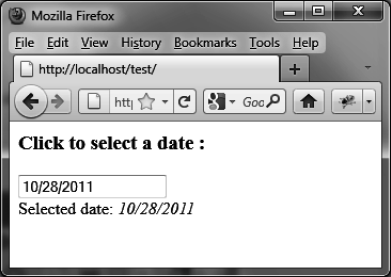 Mozilla Firefox
File Edit View History Bookmarks Tools Help
http://localhost/test/
Goo
Click to select a date :
10/28/2011
Selected date: 10/28/2011